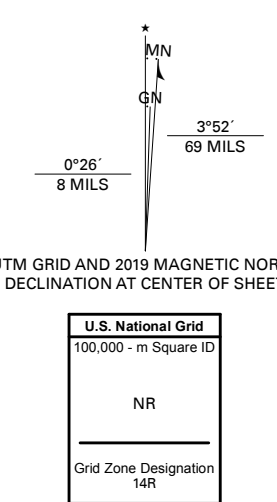 ★
MN
GN
3°52´
69 MILS
0°26´
8 MILS
UTM GRID AND 2019 MAGNETIC NOR
DECLINATION AT CENTER OF SHEET
U.S. National Grid
100,000 - m Square ID
NR
Grid Zone Designation
14R